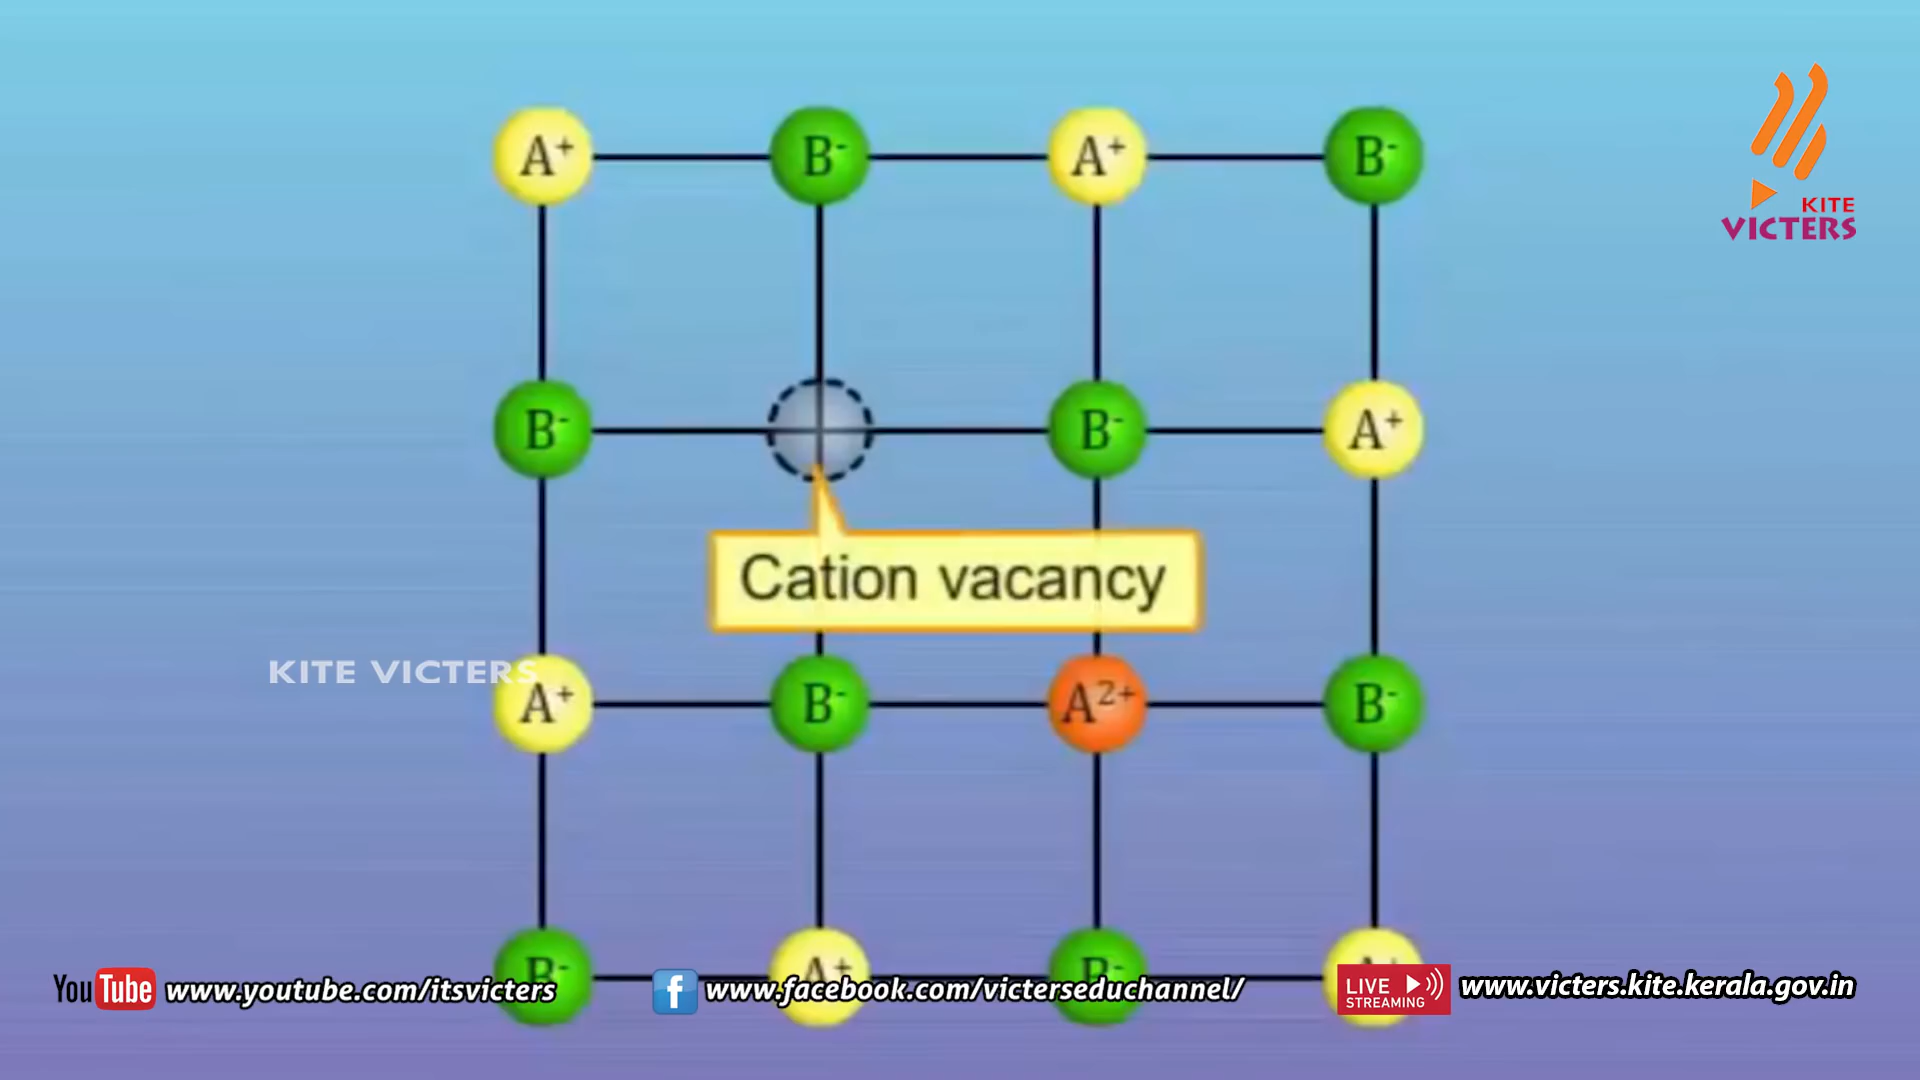 A⁺ B⁻ A⁺ B⁻
KITE
VICTERS
B⁻ B⁻ A⁺
Cation vacancy
KITE VICTERS
A⁺ B⁻ A²⁺ B⁻
B⁻ A⁺ B⁻ A⁺
YouTube www.youtube.com/itsvicters
f www.facebook.com/victerseduchannel/
LIVE STREAMING www.victers.kite.kerala.gov.in